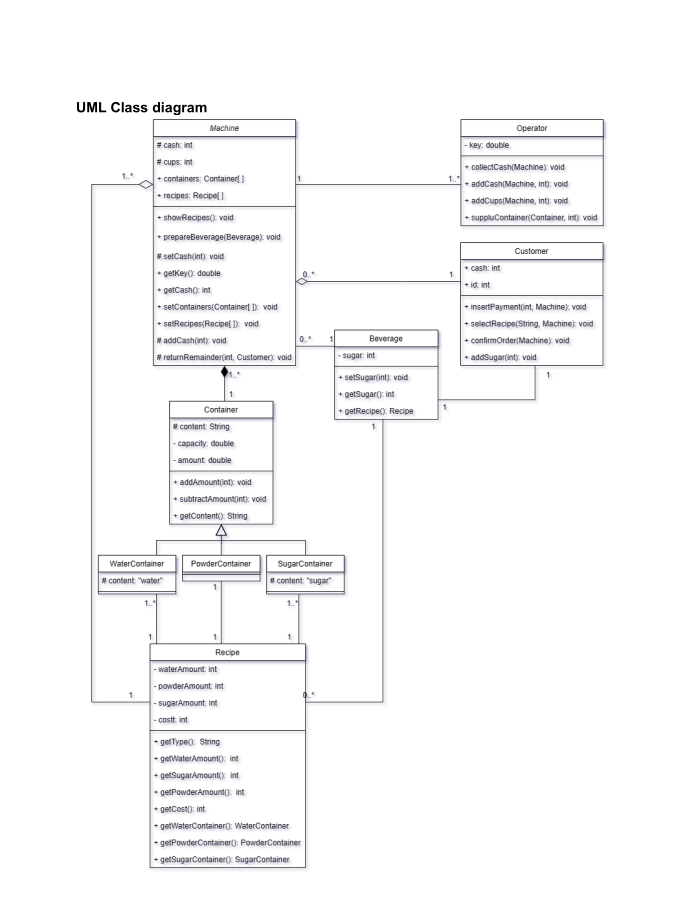 UML Class diagram
Machine
# cash: int
# cups: int
+ containers: Container[ ]
+ recipes: Recipe[ ]
+ showRecipes(): void
+ prepareBeverage(Beverage): void
# setCash(int): void
+ getKey(): double
+ getCash(): int
+ setContainers(Container[ ]): void
+ setRecipes(Recipe[ ]): void
# addCash(int): void
# returnRemainder(int, Customer): void
1..*
1
1..*
Operator
- key: double
+ collectCash(Machine): void
+ addCash(Machine, int): void
+ addCups(Machine, int): void
+ suppluContainer(Container, int): void
0..*
1
Customer
+ cash: int
+ id: int
+ insertPayment(int, Machine): void
+ selectRecipe(String, Machine): void
+ confirmOrder(Machine): void
+ addSugar(int): void
0..*
1
Beverage
- sugar: int
+ setSugar(int): void
+ getSugar(): int
+ getRecipe(): Recipe
1
1
1
1..*
1
Container
# content: String
- capacity: double
- amount: double
+ addAmount(int): void
+ subtractAmount(int): void
+ getContent(): String
WaterContainer
# content: "water"
PowderContainer
SugarContainer
# content: "sugar"
1..*
1
1..*
1
1
1
Recipe
- waterAmount: int
- powderAmount: int
- sugarAmount: int
- costt: int
1
0..*
+ getType(): String
+ getWaterAmount(): int
+ getSugarAmount(): int
+ getPowderAmount(): int
+ getCost(): int
+ getWaterContainer(): WaterContainer
+ getPowderContainer(): PowderContainer
+ getSugarContainer(): SugarContainer